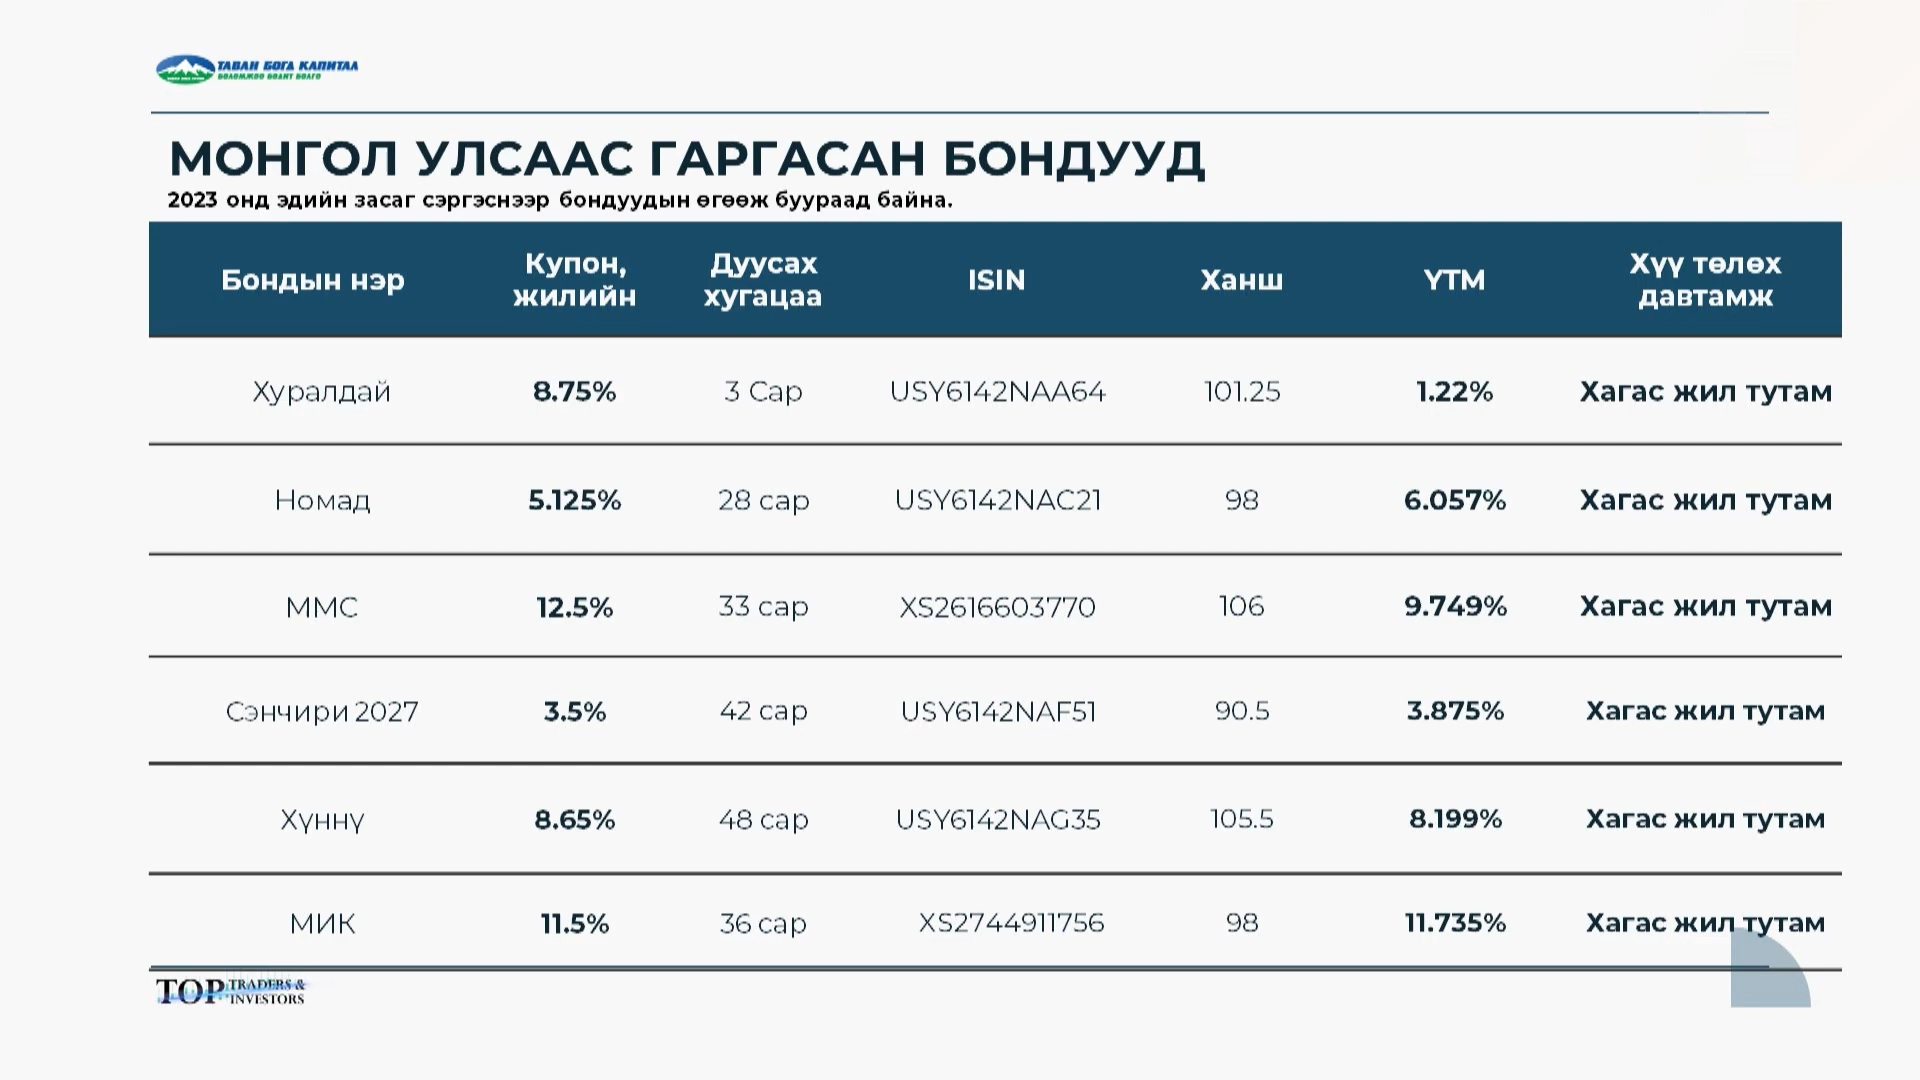 ТАВАН БОГД КАПИТАЛ
БОЛОМЖОО БОДИТ БОЛГО
МОНГОЛ УЛСААС ГАРГАСАН БОНДУУД
2023 онд эдийн засаг сэргэснээр бондуудын өгөөж буураад байна.
Бондын нэр Купон, жилийн Дуусах хугацаа ISIN Ханш YTM Хүү төлөх давтамж
Хуралдай 8.75% 3 Сар USY6142NAA64 101.25 1.22% Хагас жил тутам
Номад 5.125% 28 сар USY6142NAC21 98 6.057% Хагас жил тутам
ММС 12.5% 33 сар XS2616603770 106 9.749% Хагас жил тутам
Сэнчири 2027 3.5% 42 сар USY6142NAF51 90.5 3.875% Хагас жил тутам
Хүннү 8.65% 48 сар USY6142NAG35 105.5 8.199% Хагас жил тутам
МИК 11.5% 36 сар XS2744911756 98 11.735% Хагас жил тутам
TOP TRADERS &
INVESTORS